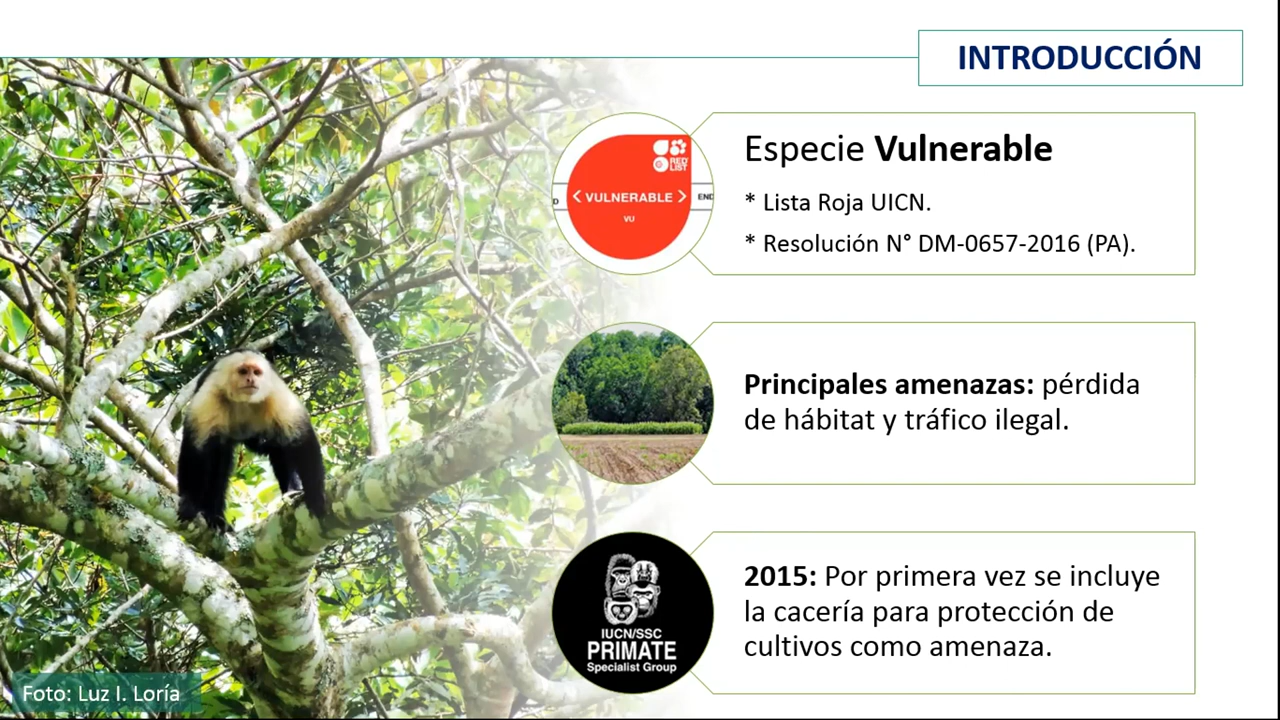 INTRODUCCIÓN
RED
LIST
D
< VULNERABLE >
END
VU
Especie Vulnerable
* Lista Roja UICN.
* Resolución N° DM-0657-2016 (PA).
Principales amenazas: pérdida
de hábitat y tráfico ilegal.
IUCN/SSC
PRIMATE
Specialist Group
2015: Por primera vez se incluye
la cacería para protección de
cultivos como amenaza.
Foto: Luz I. Loría